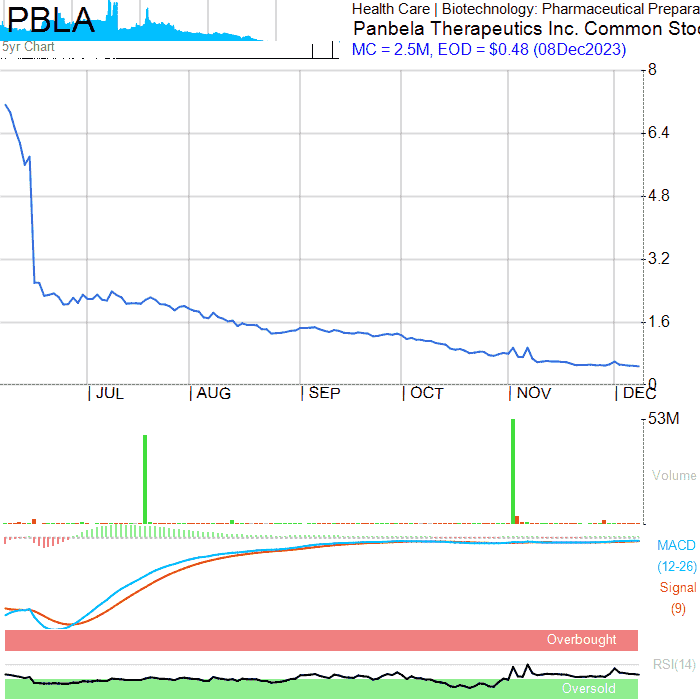 PBLA
Health Care | Biotechnology: Pharmaceutical Prepara
Panbela Therapeutics Inc. Common Stoc
5yr Chart
MC = 2.5M, EOD = $0.48 (08Dec2023)
8
6.4
4.8
3.2
1.6
0
JUL
AUG
SEP
OCT
NOV
DEC
53M
Volume
MACD
(12-26)
Signal
(9)
Overbought
RSI(14)
Oversold